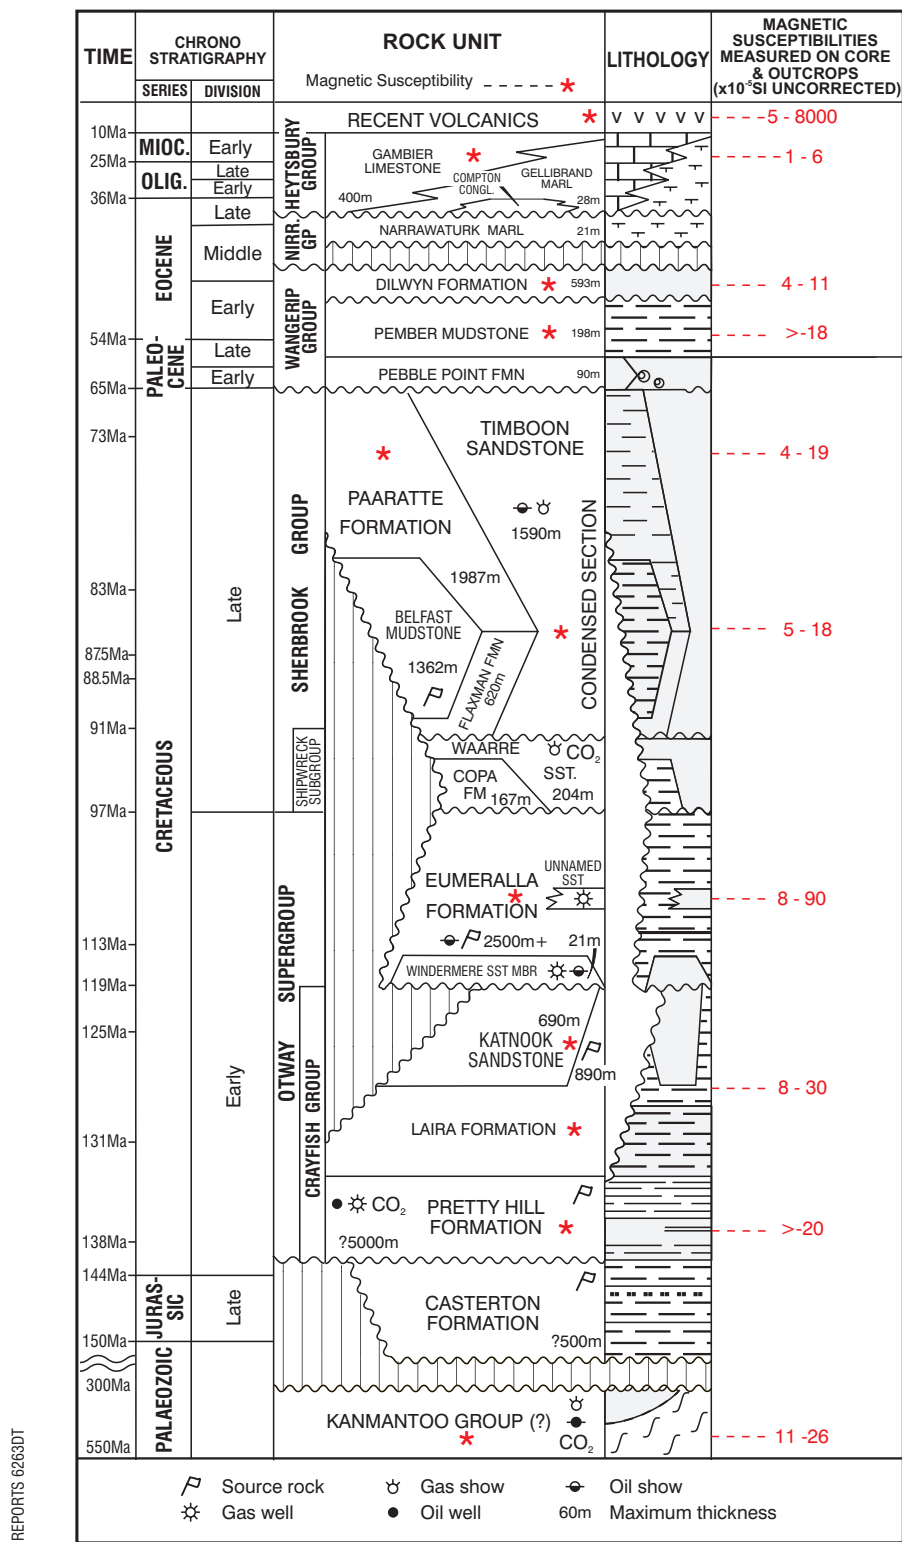 TIME
CHRONO
STRATIGRAPHY
SERIES
DIVISION
ROCK UNIT
Magnetic Susceptibility
LITHOLOGY
MAGNETIC
SUSCEPTIBILITIES
MEASURED ON CORE
& OUTCROPS
(x10⁻⁵SI UNCORRECTED)
RECENT VOLCANICS
V V V V V
5 - 8000
10Ma
MIOC.
Early
25Ma
OLIG.
Late
Early
36Ma
HEYTSBURY
GROUP
GAMBIER
LIMESTONE
400m
COMPTON
CONGL.
GELLIBRAND
MARL
28m
1 - 6
EOCENE
Late
Middle
Early
NIRR.
GP
NARRAWATURK MARL
21m
WANGERIP
GROUP
DILWYN FORMATION
593m
4 - 11
PEMBER MUDSTONE
198m
>-18
54Ma
PALEO-
CENE
Late
Early
65Ma
PEBBLE POINT FMN
90m
73Ma
83Ma
875Ma
88.5Ma
91Ma
97Ma
CRETACEOUS
Late
SHERBROOK GROUP
TIMBOON
SANDSTONE
1590m
4 - 19
PAARATTE
FORMATION
1987m
CONDENSED SECTION
BELFAST
MUDSTONE
1362m
FLAXMAN FMN
620m
5 - 18
SHIPWRECK
SUBGROUP
WAARRE
SST.
CO₂
204m
COPA
FM
167m
113Ma
119Ma
125Ma
131Ma
138Ma
Early
OTWAY SUPERGROUP
EUMERALLA
FORMATION
UNNAMED
SST
8 - 90
2500m+
21m
WINDERMERE SST MBR
CRAYFISH GROUP
690m
KATNOOK
SANDSTONE
890m
8 - 30
LAIRA FORMATION
CO₂
PRETTY HILL
FORMATION
?5000m
>-20
144Ma
JURAS-
SIC
Late
150Ma
CASTERTON
FORMATION
?500m
300Ma
PALAEOZOIC
550Ma
KANMANTOO GROUP (?)
CO₂
11 -26
Source rock
Gas show
Oil show
Gas well
Oil well
60m Maximum thickness
REPORTS 6263DT